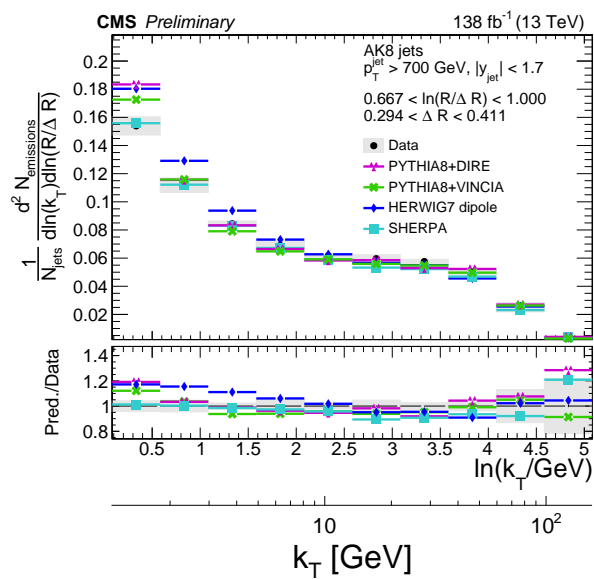 CMS Preliminary 138 fb⁻¹ (13 TeV)
AK8 jets
p_T^jet > 700 GeV, |y_jet| < 1.7
0.667 < ln(R/Δ R) < 1.000
0.294 < Δ R < 0.411
Data
PYTHIA8+DIRE
PYTHIA8+VINCIA
HERWIG7 dipole
SHERPA
1/N_jets d² N_emissions/dln(k_T)dln(R/Δ R)
0.2
0.18
0.16
0.14
0.12
0.1
0.08
0.06
0.04
0.02
0
Pred./Data
1.4
1.2
1
0.8
0.5 1 1.5 2 2.5 3 3.5 4 4.5 5
ln(k_T/GeV)
10 10²
k_T [GeV]